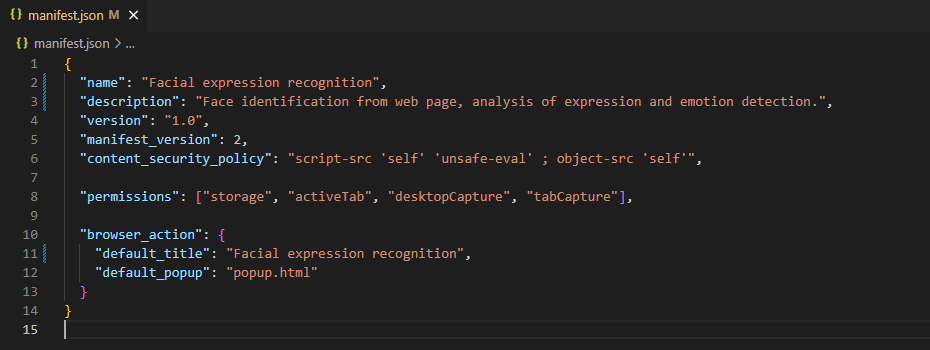 manifest.json M
manifest.json > ...
1 {
2 "name": "Facial expression recognition",
3 "description": "Face identification from web page, analysis of expression and emotion detection.",
4 "version": "1.0",
5 "manifest_version": 2,
6 "content_security_policy": "script-src 'self' 'unsafe-eval' ; object-src 'self'",
7
8 "permissions": ["storage", "activeTab", "desktopCapture", "tabCapture"],
9
10 "browser_action": {
11 "default_title": "Facial expression recognition",
12 "default_popup": "popup.html"
13 }
14 }
15